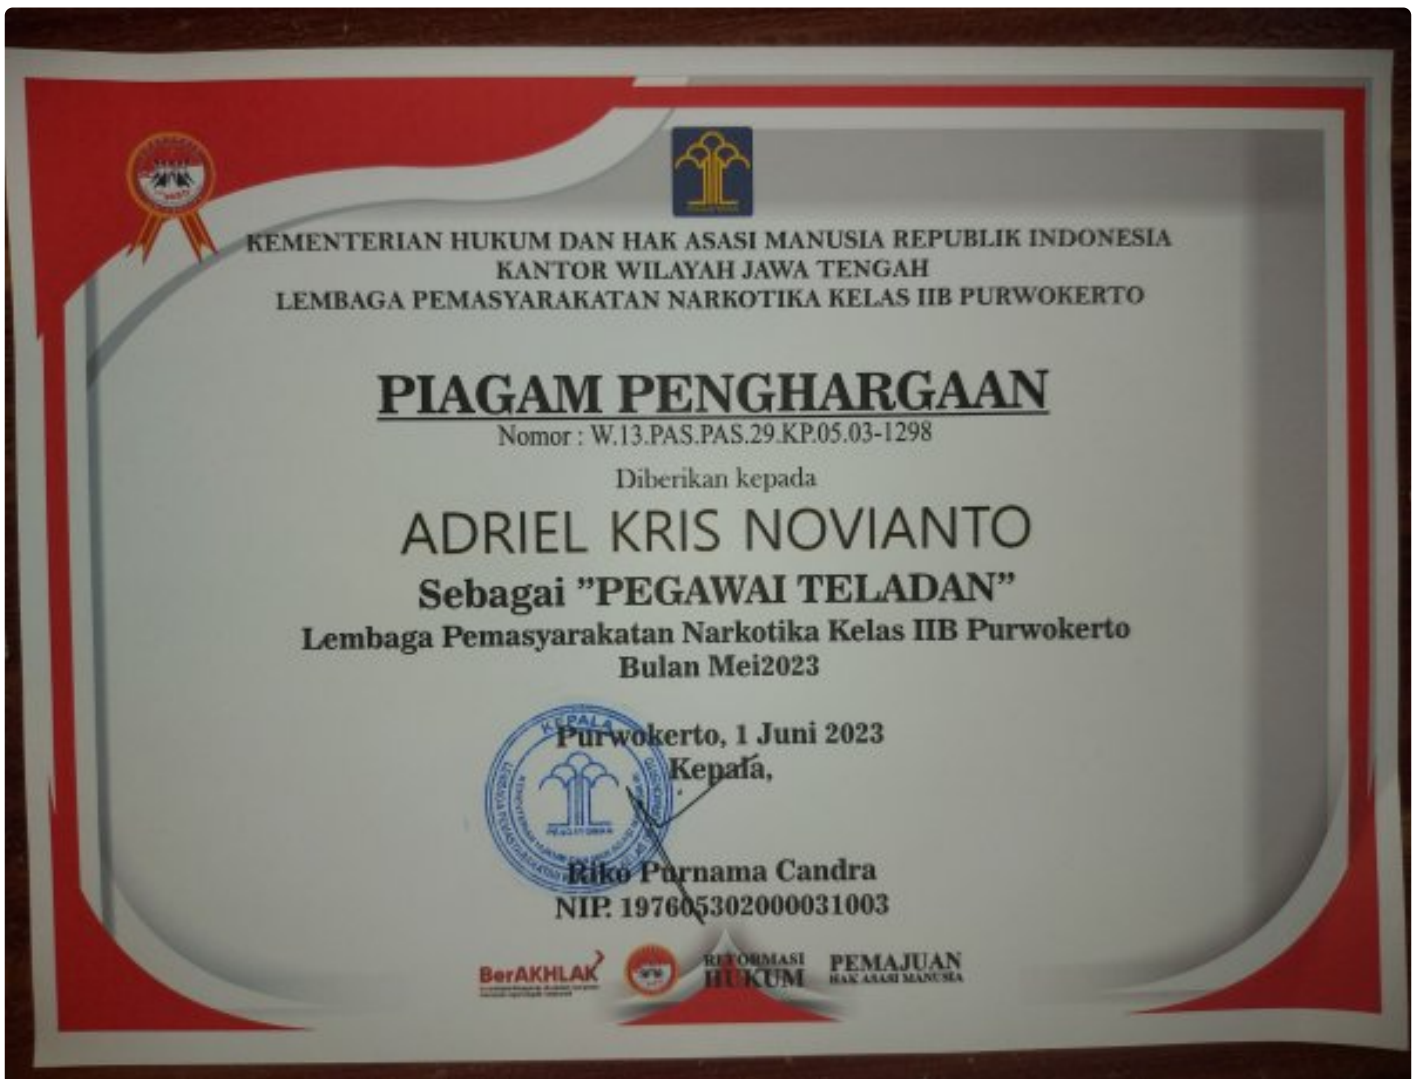 KEMENTERIAN HUKUM DAN HAK ASASI MANUSIA REPUBLIK INDONESIA
KANTOR WILAYAH JAWA TENGAH
LEMBAGA PEMASYARAKATAN NARKOTIKA KELAS IIB PURWOKERTO
PIAGAM PENGHARGAAN
Nomor : W.13.PAS.PAS.29.KP.05.03-1298
Diberikan kepada
ADRIEL KRIS NOVIANTO
Sebagai ”PEGAWAI TELADAN”
Lembaga Pemasyarakatan Narkotika Kelas IIB Purwokerto
Bulan Mei2023
KEPALA
Purwokerto, 1 Juni 2023
Kepala,
PENGAYOMAN
Riko Purnama Candra
NIP. 197605302000031003
BerAKHLAK
REFORMASI
HUKUM
PEMAJUAN
HAK ASASI MANUSIA